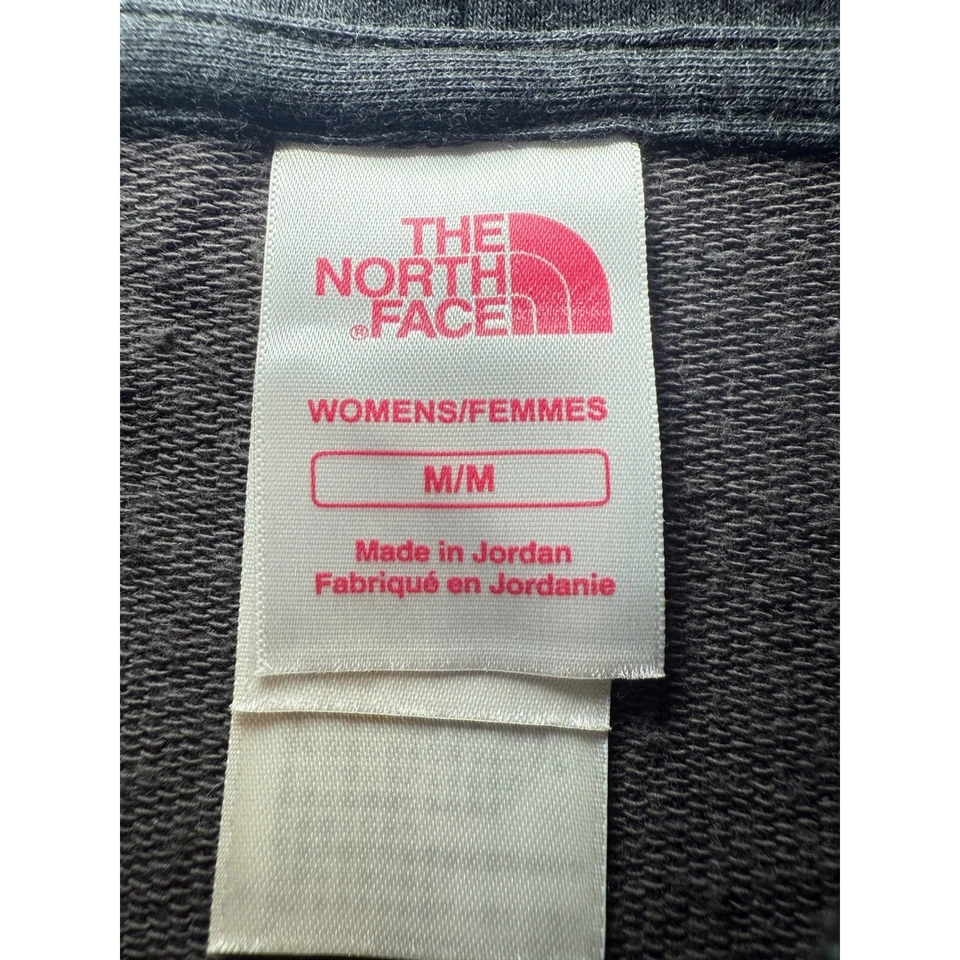 THE
NORTH
®FACE
WOMENS/FEMMES
M/M
Made in Jordan
Fabriqué en Jordanie